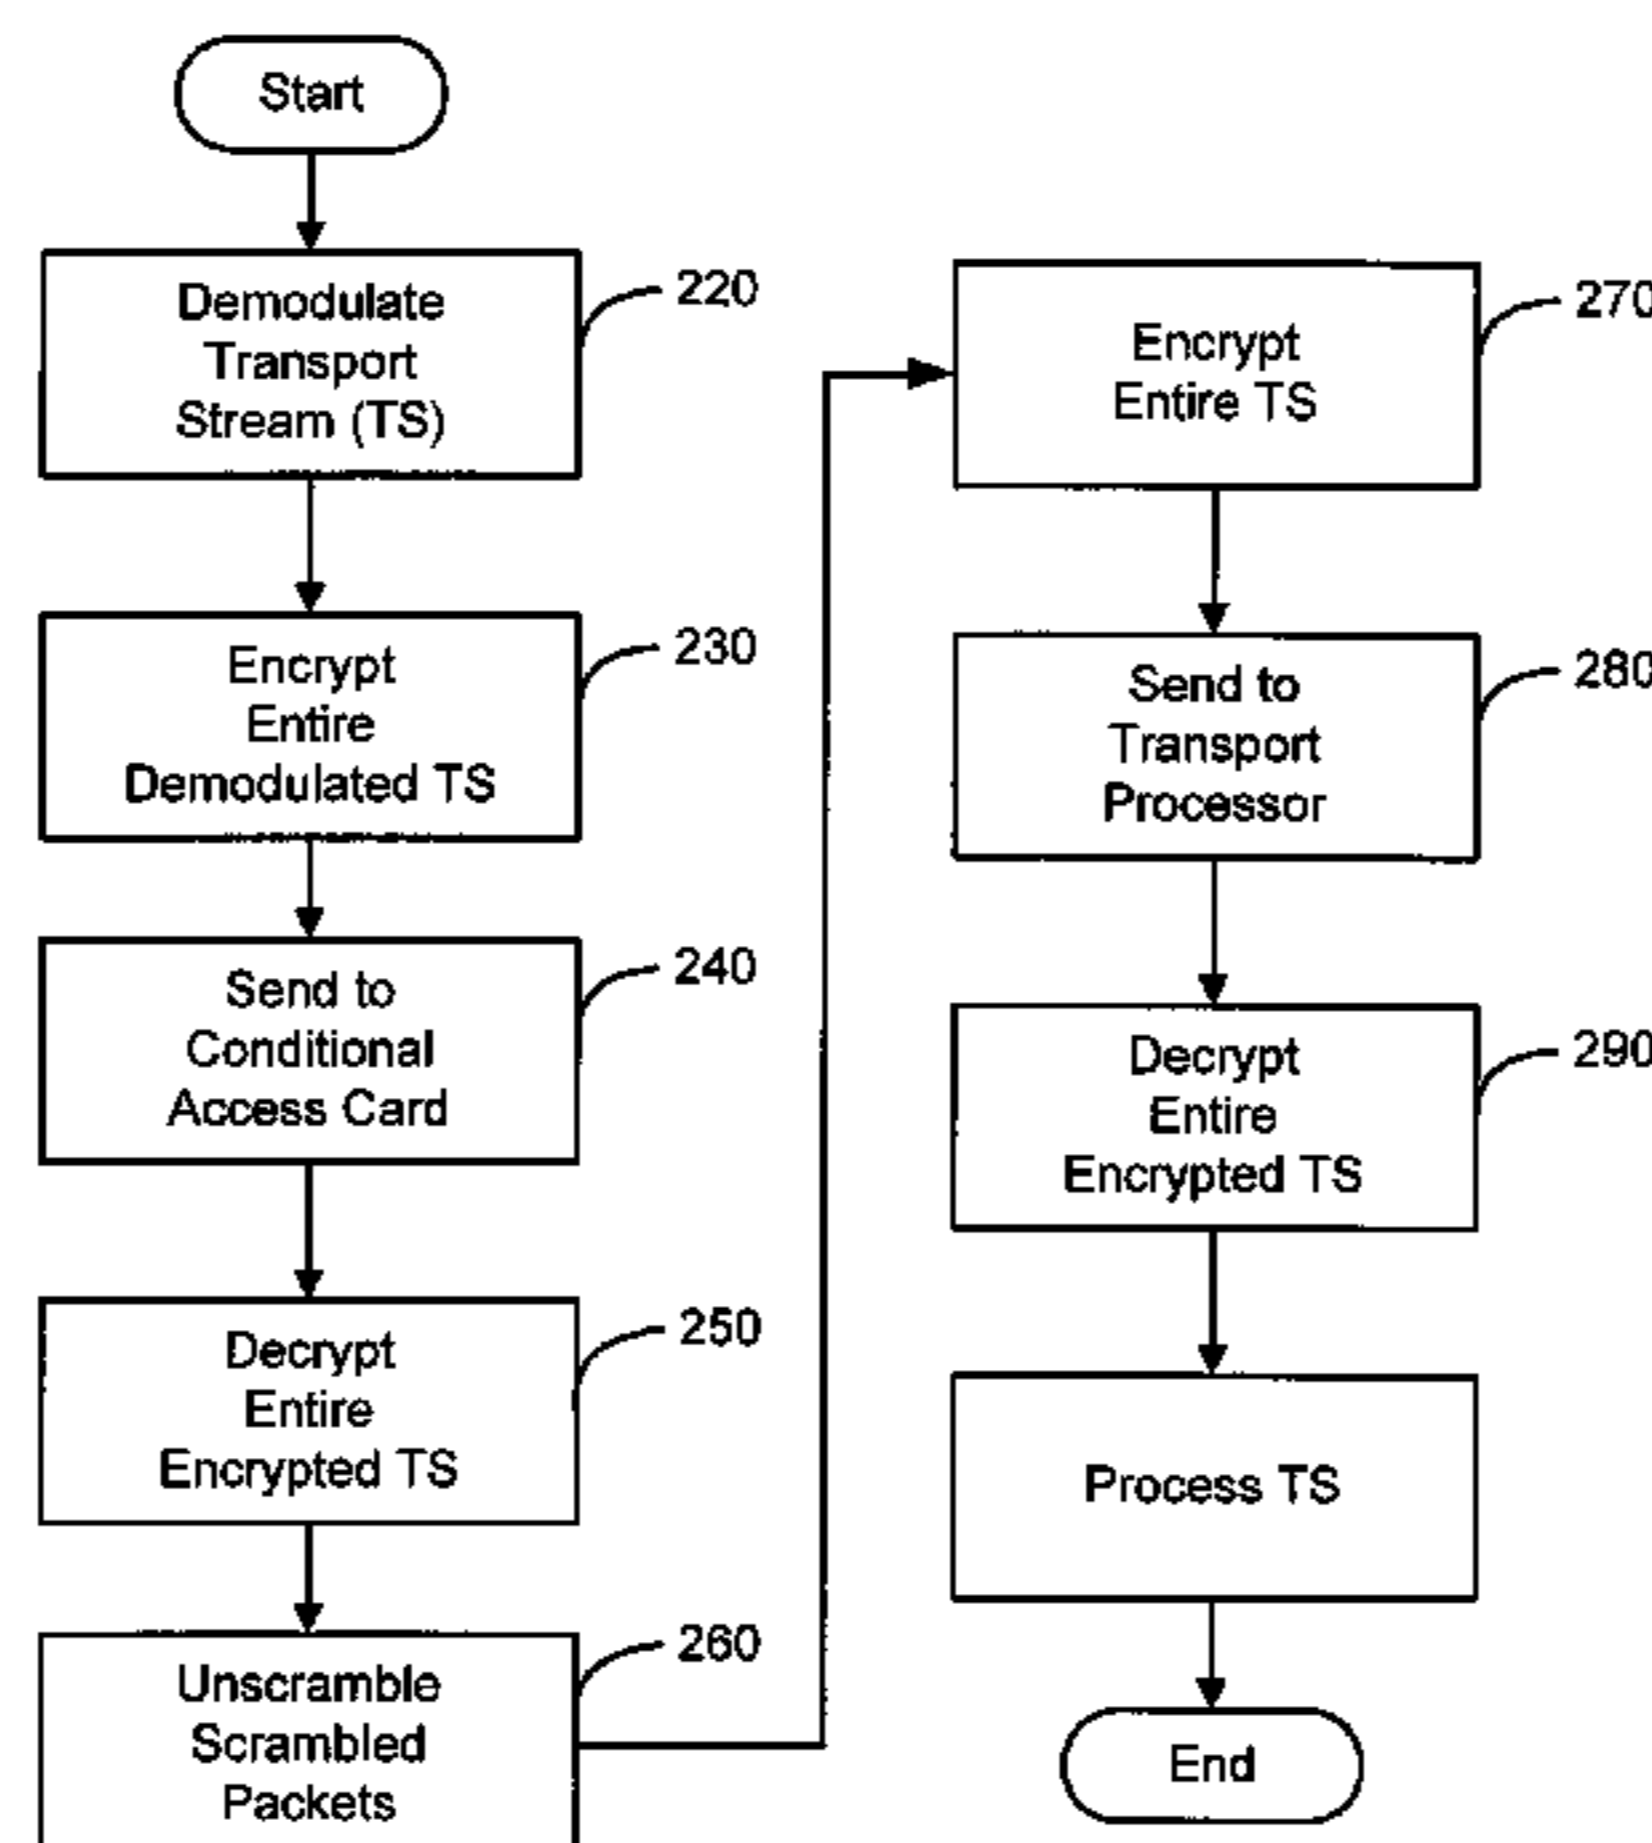 Start
Demodulate
Transport
Stream (TS)
220
Encrypt
Entire
Demodulated TS
230
Send to
Conditional
Access Card
240
Decrypt
Entire
Encrypted TS
250
Unscramble
Scrambled
Packets
260
Encrypt
Entire TS
270
Send to
Transport
Processor
280
Decrypt
Entire
Encrypted TS
290
Process TS
End